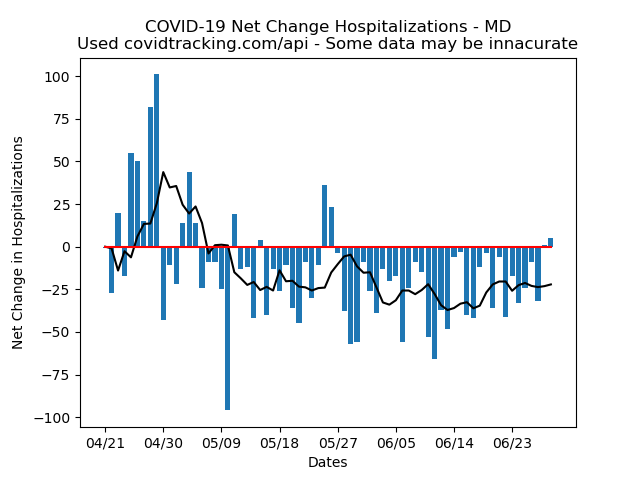 COVID-19 Net Change Hospitalizations - MD
Used covidtracking.com/api - Some data may be innacurate
Net Change in Hospitalizations
100
75
50
25
0
−25
−50
−75
−100
04/21 04/30 05/09 05/18 05/27 06/05 06/14 06/23
Dates